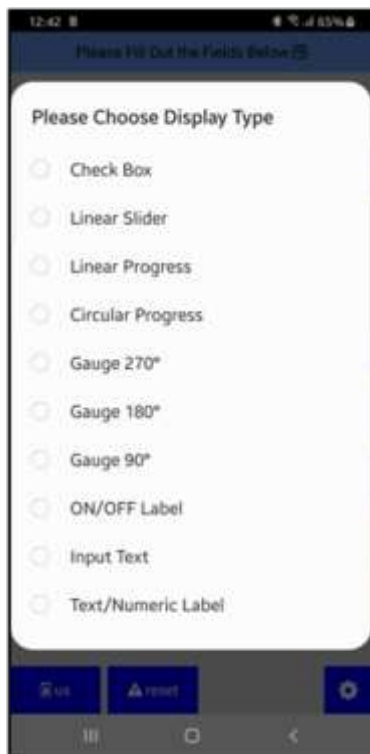 12:42
65%
Please Fill Out the Fields Below
Please Choose Display Type
Check Box
Linear Slider
Linear Progress
Circular Progress
Gauge 270°
Gauge 180°
Gauge 90°
ON/OFF Label
Input Text
Text/Numeric Label
reset